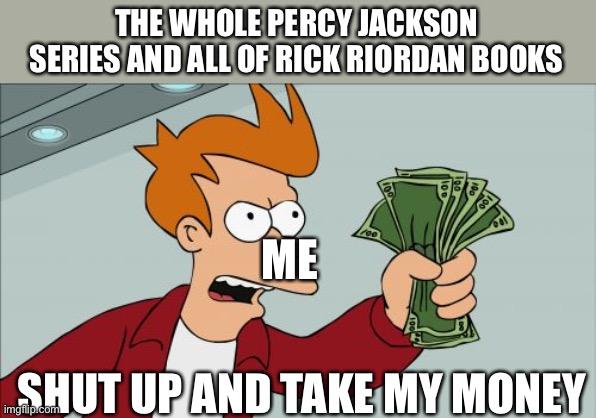 THE WHOLE PERCY JACKSON
SERIES AND ALL OF RICK RIORDAN BOOKS
ME
SHUT UP AND TAKE MY MONEY
imgflip.com